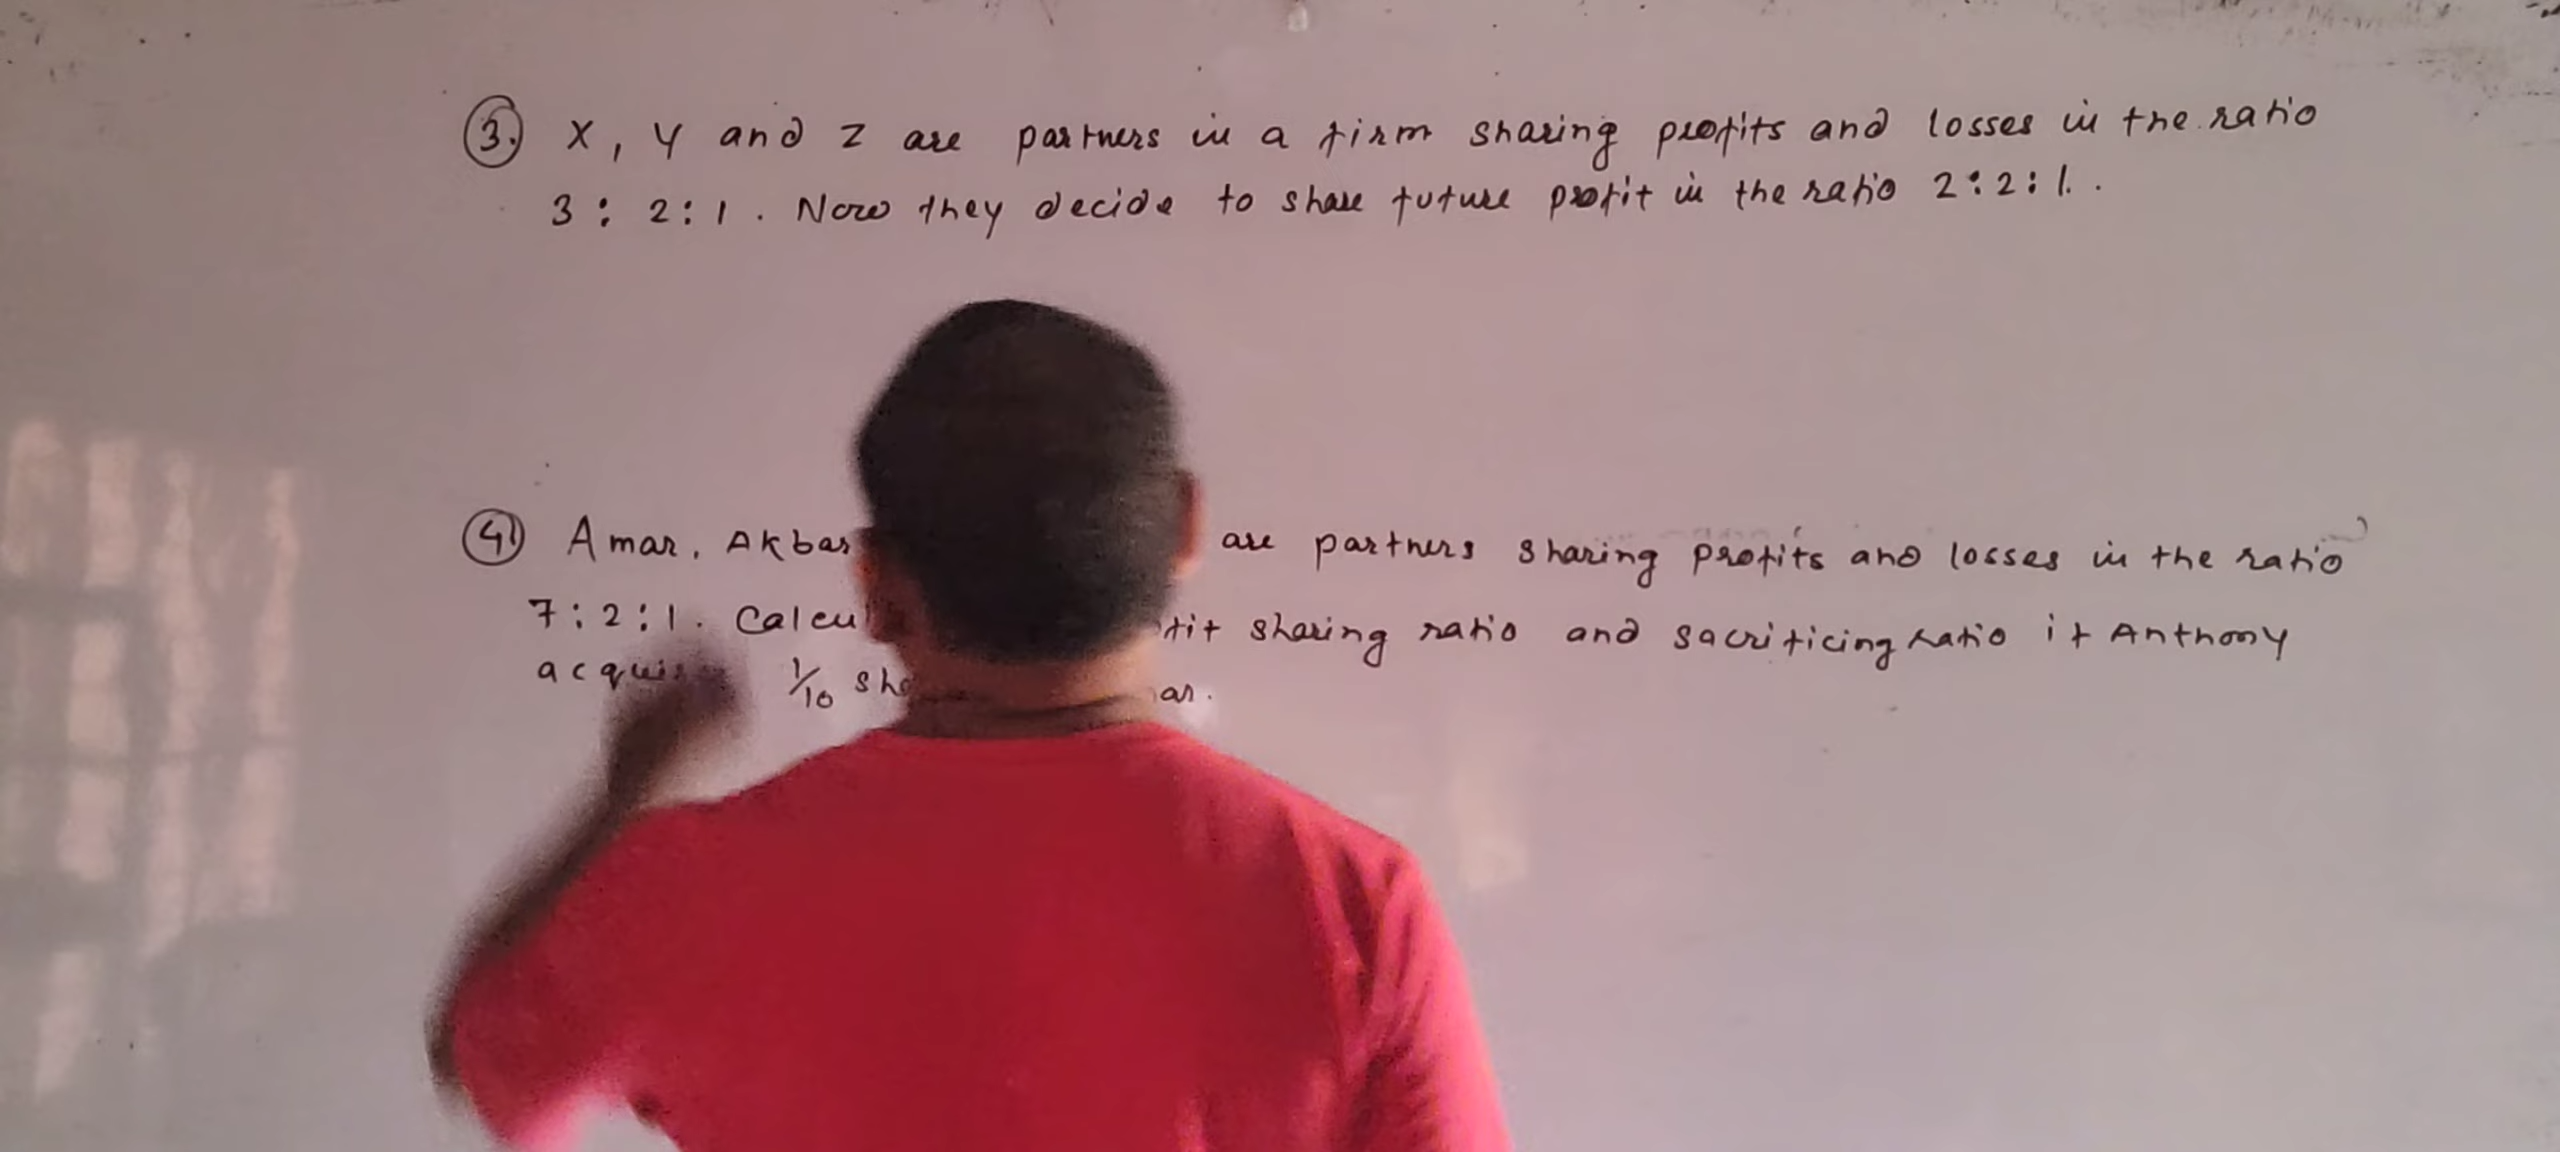 3. X, Y and Z are partners in a firm sharing profits and losses in the ratio
3 : 2 : 1 . Now they decide to share future profit in the ratio 2 : 2 : 1 .
4) Amar, Akbar are partners sharing profits and losses in the ratio
7 : 2 : 1 . sharing ratio and sacrificing ratio if Anthony
1/10